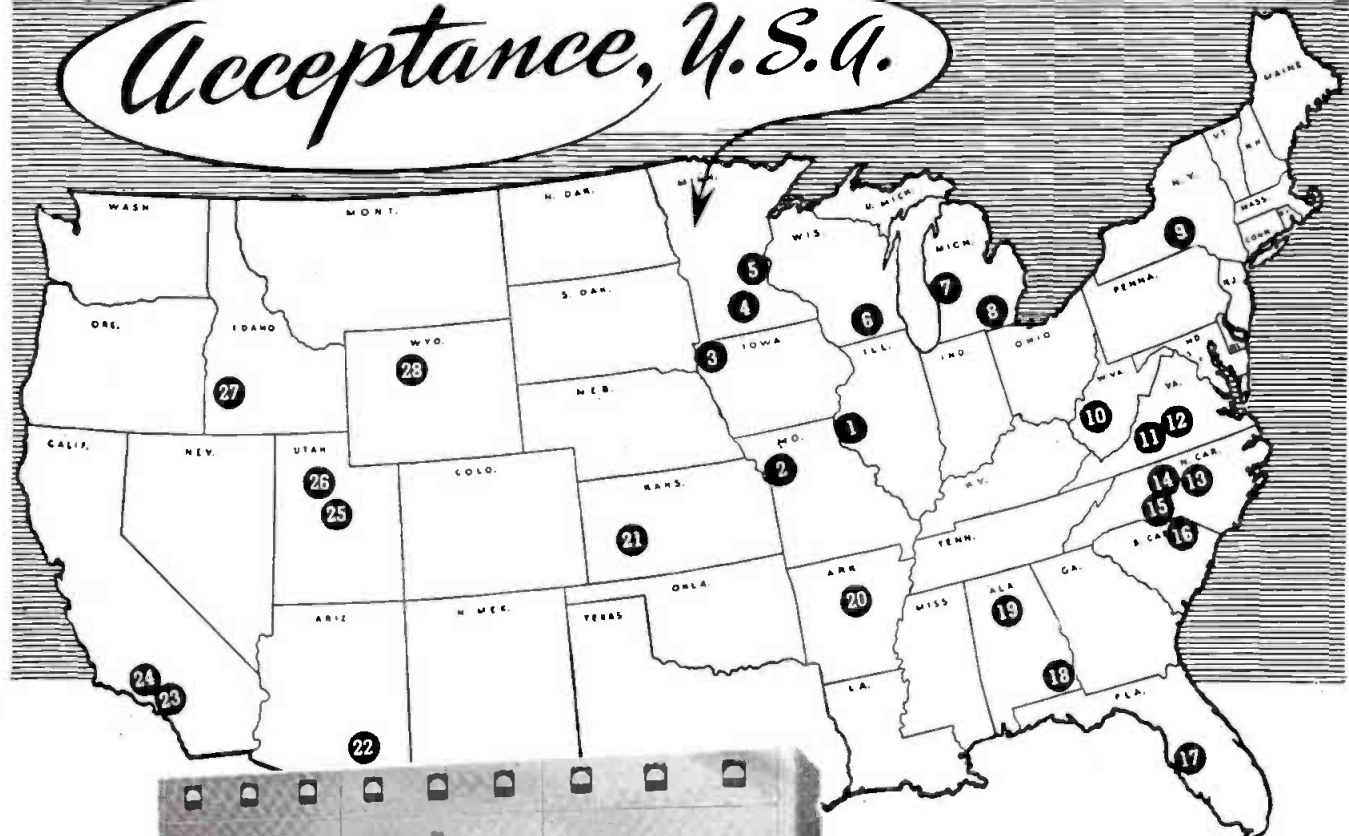 Acceptance, U.S.A.
MAINE
VT.
N.H.
N.Y.
MASS.
CONN.
WASH.
MONT.
N. DAK.
MINN.
U. MICH.
WIS.
MICH.
9
5
7
S. DAK.
4
6
8
PENNA.
N.J.
ORE.
IDAHO
WYO.
3
IOWA
ILL.
IND.
OHIO
MD.
28
27
NEB.
W.VA.
VA.
10
1
12
11
CALIF.
NEV.
UTAH
COLO.
MO.
2
KANS.
KY.
N. CAR.
26
14
13
25
15
21
TENN.
S. CAR.
16
ARK.
OKLA.
20
MISS.
ALA.
GA.
19
ARIZ.
N. MEX.
TEXAS
24
23
LA.
18
FLA.
22
17